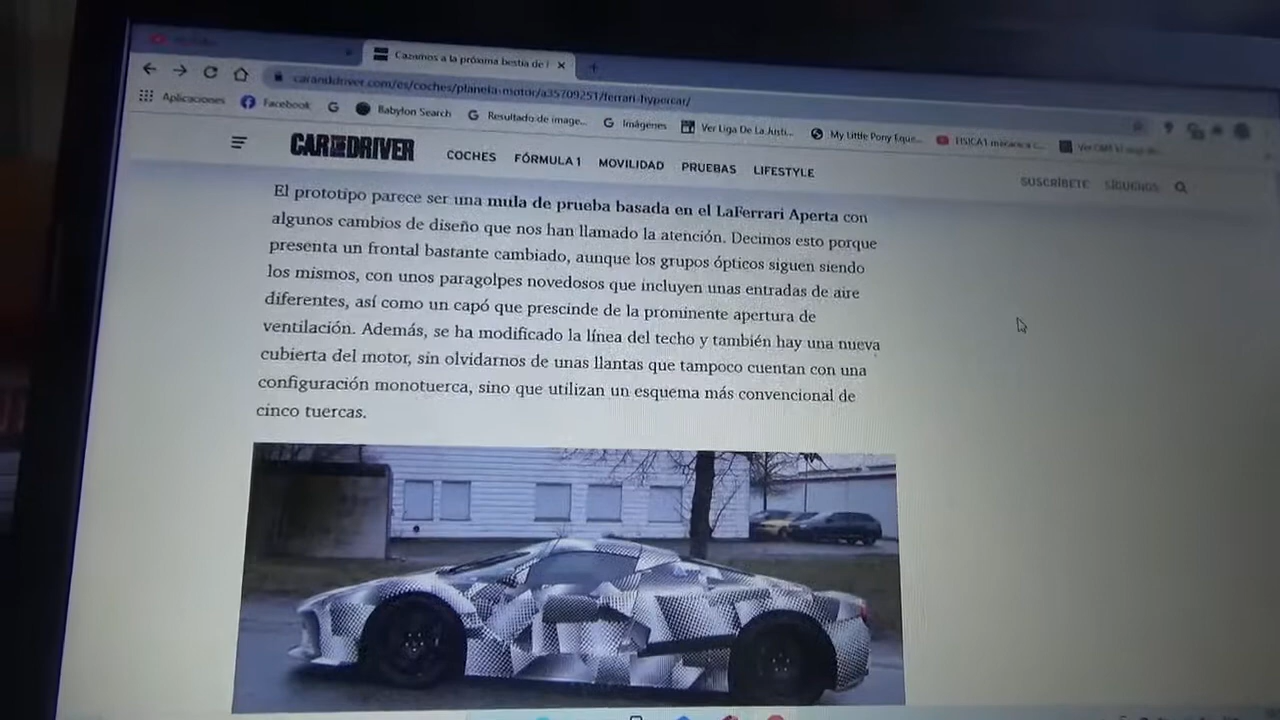 Cazamos a la próxima bestia de
caranddriver.com/es/coches/planeta-motor/a35709251/ferrari-hypercar/
Aplicaciones
Facebook
Babylon Search
Resultado de image...
Imágenes
Ver Liga De La Justi...
My Little Pony Eque...
CAR AND DRIVER
COCHES
FÓRMULA 1
MOVILIDAD
PRUEBAS
LIFESTYLE
SUSCRÍBETE
SÍGUENOS
El prototipo parece ser una mula de prueba basada en el LaFerrari Aperta con
algunos cambios de diseño que nos han llamado la atención. Decimos esto porque
presenta un frontal bastante cambiado, aunque los grupos ópticos siguen siendo
los mismos, con unos paragolpes novedosos que incluyen unas entradas de aire
diferentes, así como un capó que prescinde de la prominente apertura de
ventilación. Además, se ha modificado la línea del techo y también hay una nueva
cubierta del motor, sin olvidarnos de unas llantas que tampoco cuentan con una
configuración monotuerca, sino que utilizan un esquema más convencional de
cinco tuercas.